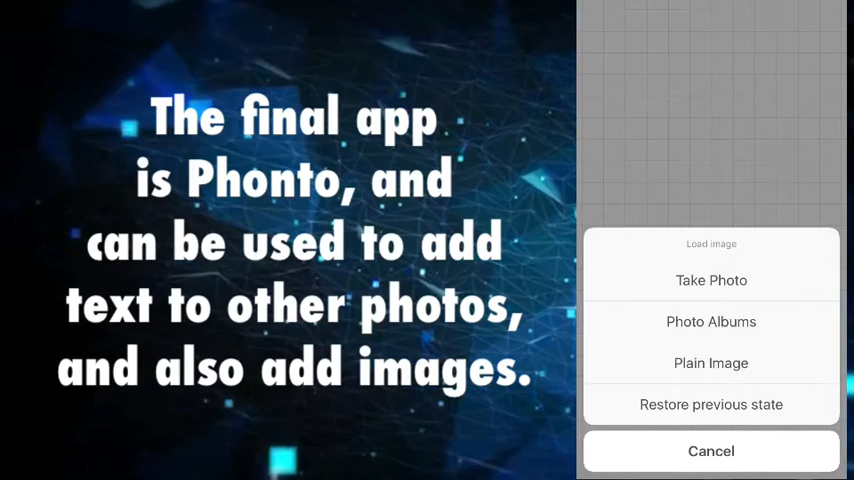 The final app
is Phonto, and
can be used to add
text to other photos,
and also add images.
Load image
Take Photo
Photo Albums
Plain Image
Restore previous state
Cancel